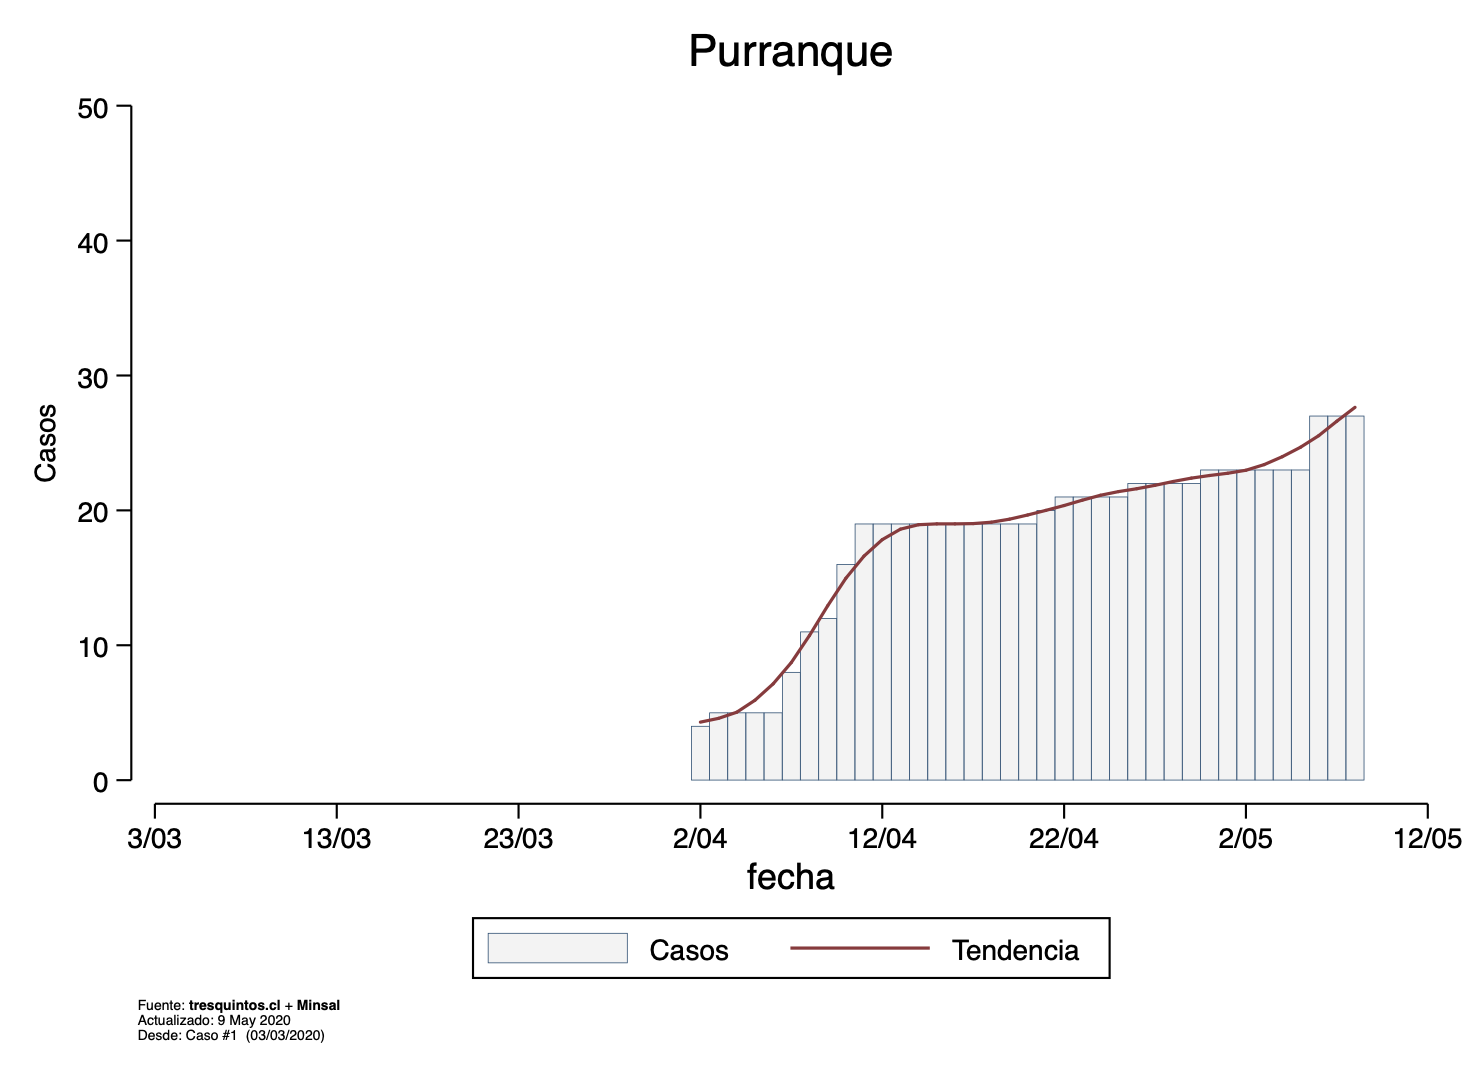 Purranque
50
40
30
20
10
0
Casos
3/03 13/03 23/03 2/04 12/04 22/04 2/05 12/05
fecha
Casos Tendencia
Fuente: tresquintos.cl + Minsal
Actualizado: 9 May 2020
Desde: Caso #1 (03/03/2020)